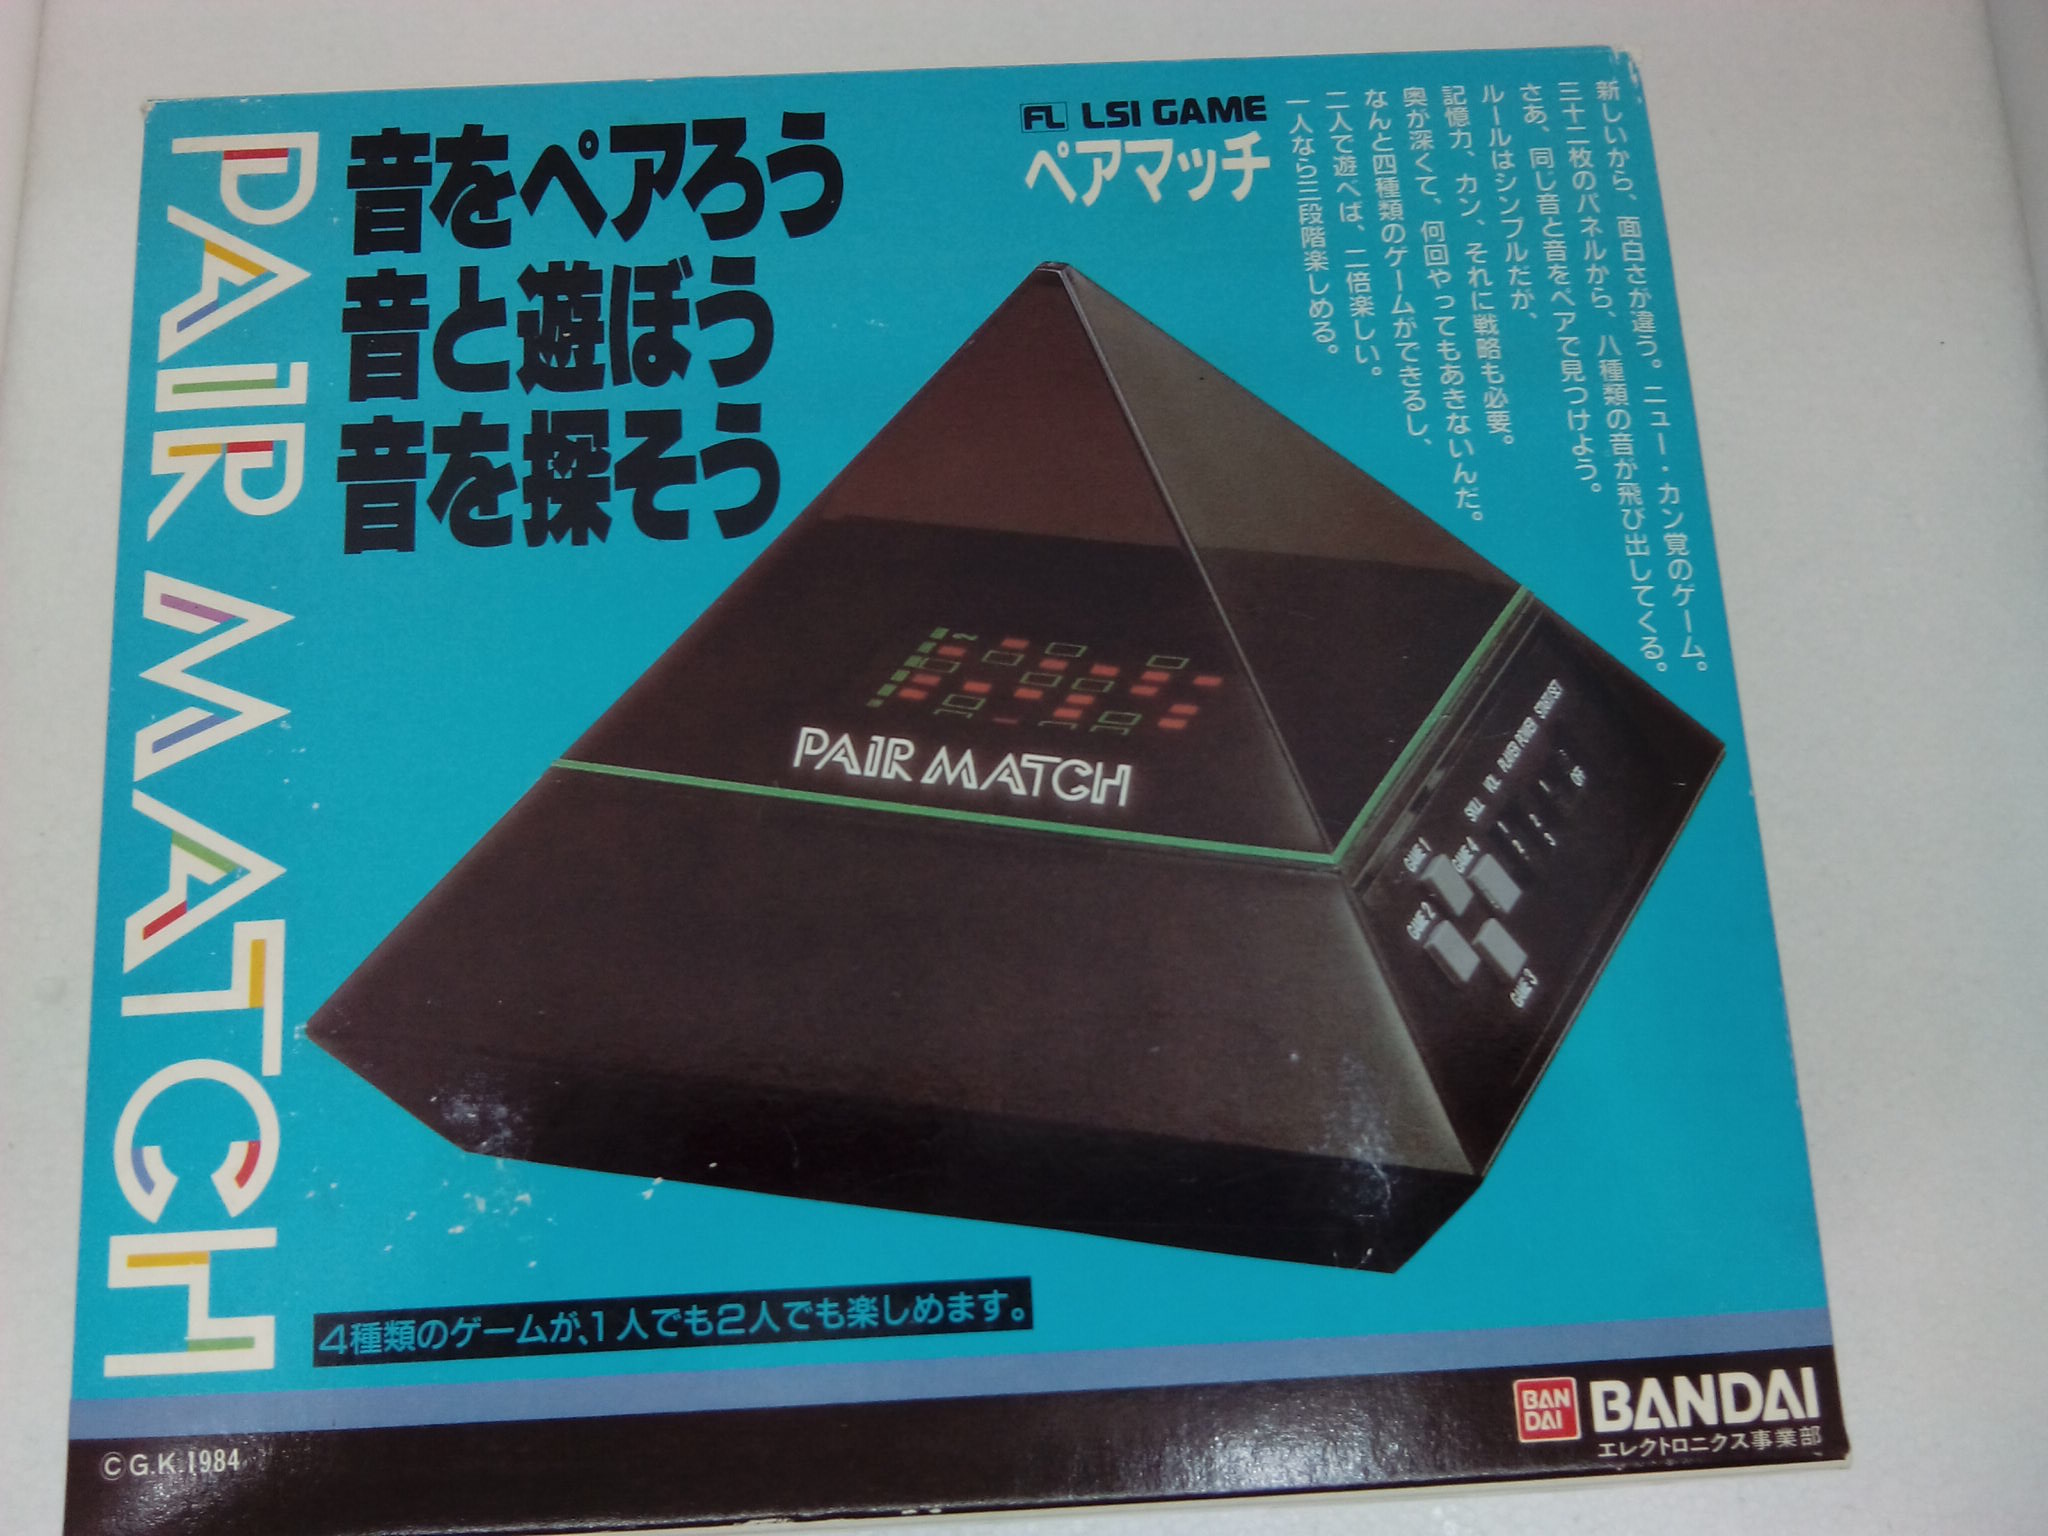 PAIR MATCH
音をペアろう
音と遊ぼう
音を探そう
FL LSI GAME
ペアマッチ
新しいから、面白さが違う。ニュー・カン覚のゲーム。
三十二枚のパネルから、八種類の音が飛び出してくる。
さあ、同じ音と音をペアで見つけよう。
ルールはシンプルだが、
記憶力、カン、それに戦略も必要。
奥が深くて、何回やってもあきないんだ。
なんと四種類のゲームができるし、
二人で遊べば、二倍楽しい。
一人なら三段階楽しめる。
PAIR MATCH
GAME 1
GAME 4
GAME 2
GAME 3
VOL PLAYER POWER
1 2 1
2 3
4種類のゲームが、1人でも2人でも楽しめます。
BAN
DAI
BANDAI
エレクトロニクス事業部
©G.K.1984